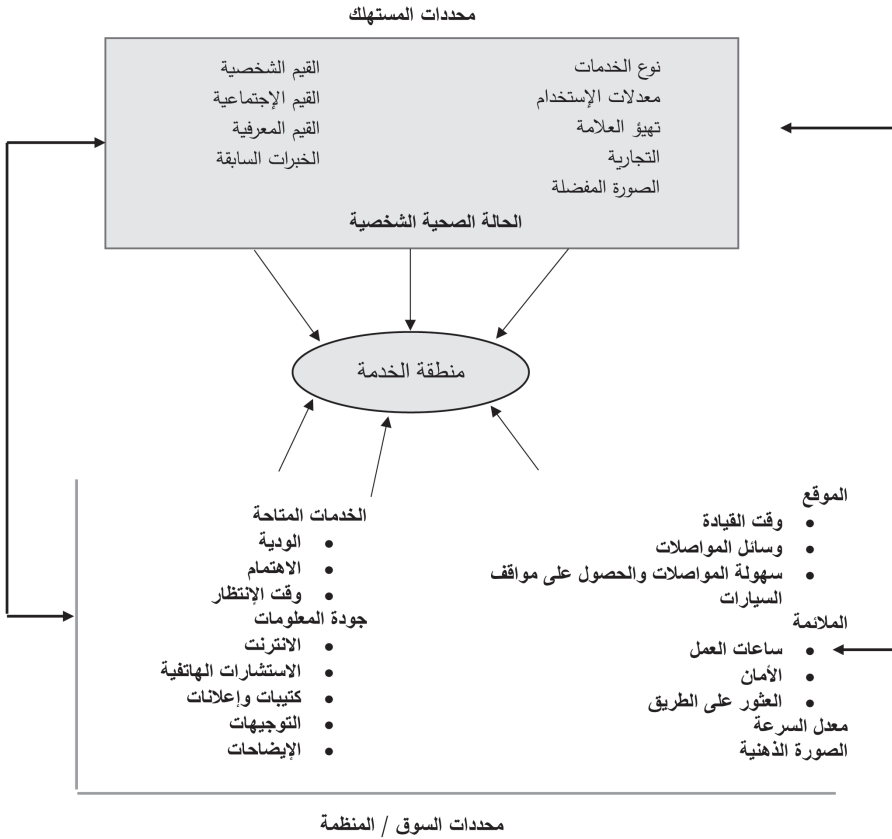 محددات المستهلك
نوع الخدمات
معدلات الإستخدام
تهيؤ العلامة
التجارية
الصورة المفضلة
القيم الشخصية
القيم الإجتماعية
القيم المعرفية
الخبرات السابقة
الحالة الصحية الشخصية
منطقة الخدمة
الموقع
• وقت القيادة
• وسائل المواصلات
• سهولة المواصلات والحصول على مواقف
السيارات
الملائمة
• ساعات العمل
• الأمان
• العثور على الطريق
معدل السرعة
الصورة الذهنية
الخدمات المتاحة
• الودية
• الاهتمام
• وقت الإنتظار
جودة المعلومات
• الانترنت
• الاستشارات الهاتفية
• كتيبات وإعلانات
• التوجيهات
• الإيضاحات
محددات السوق / المنظمة